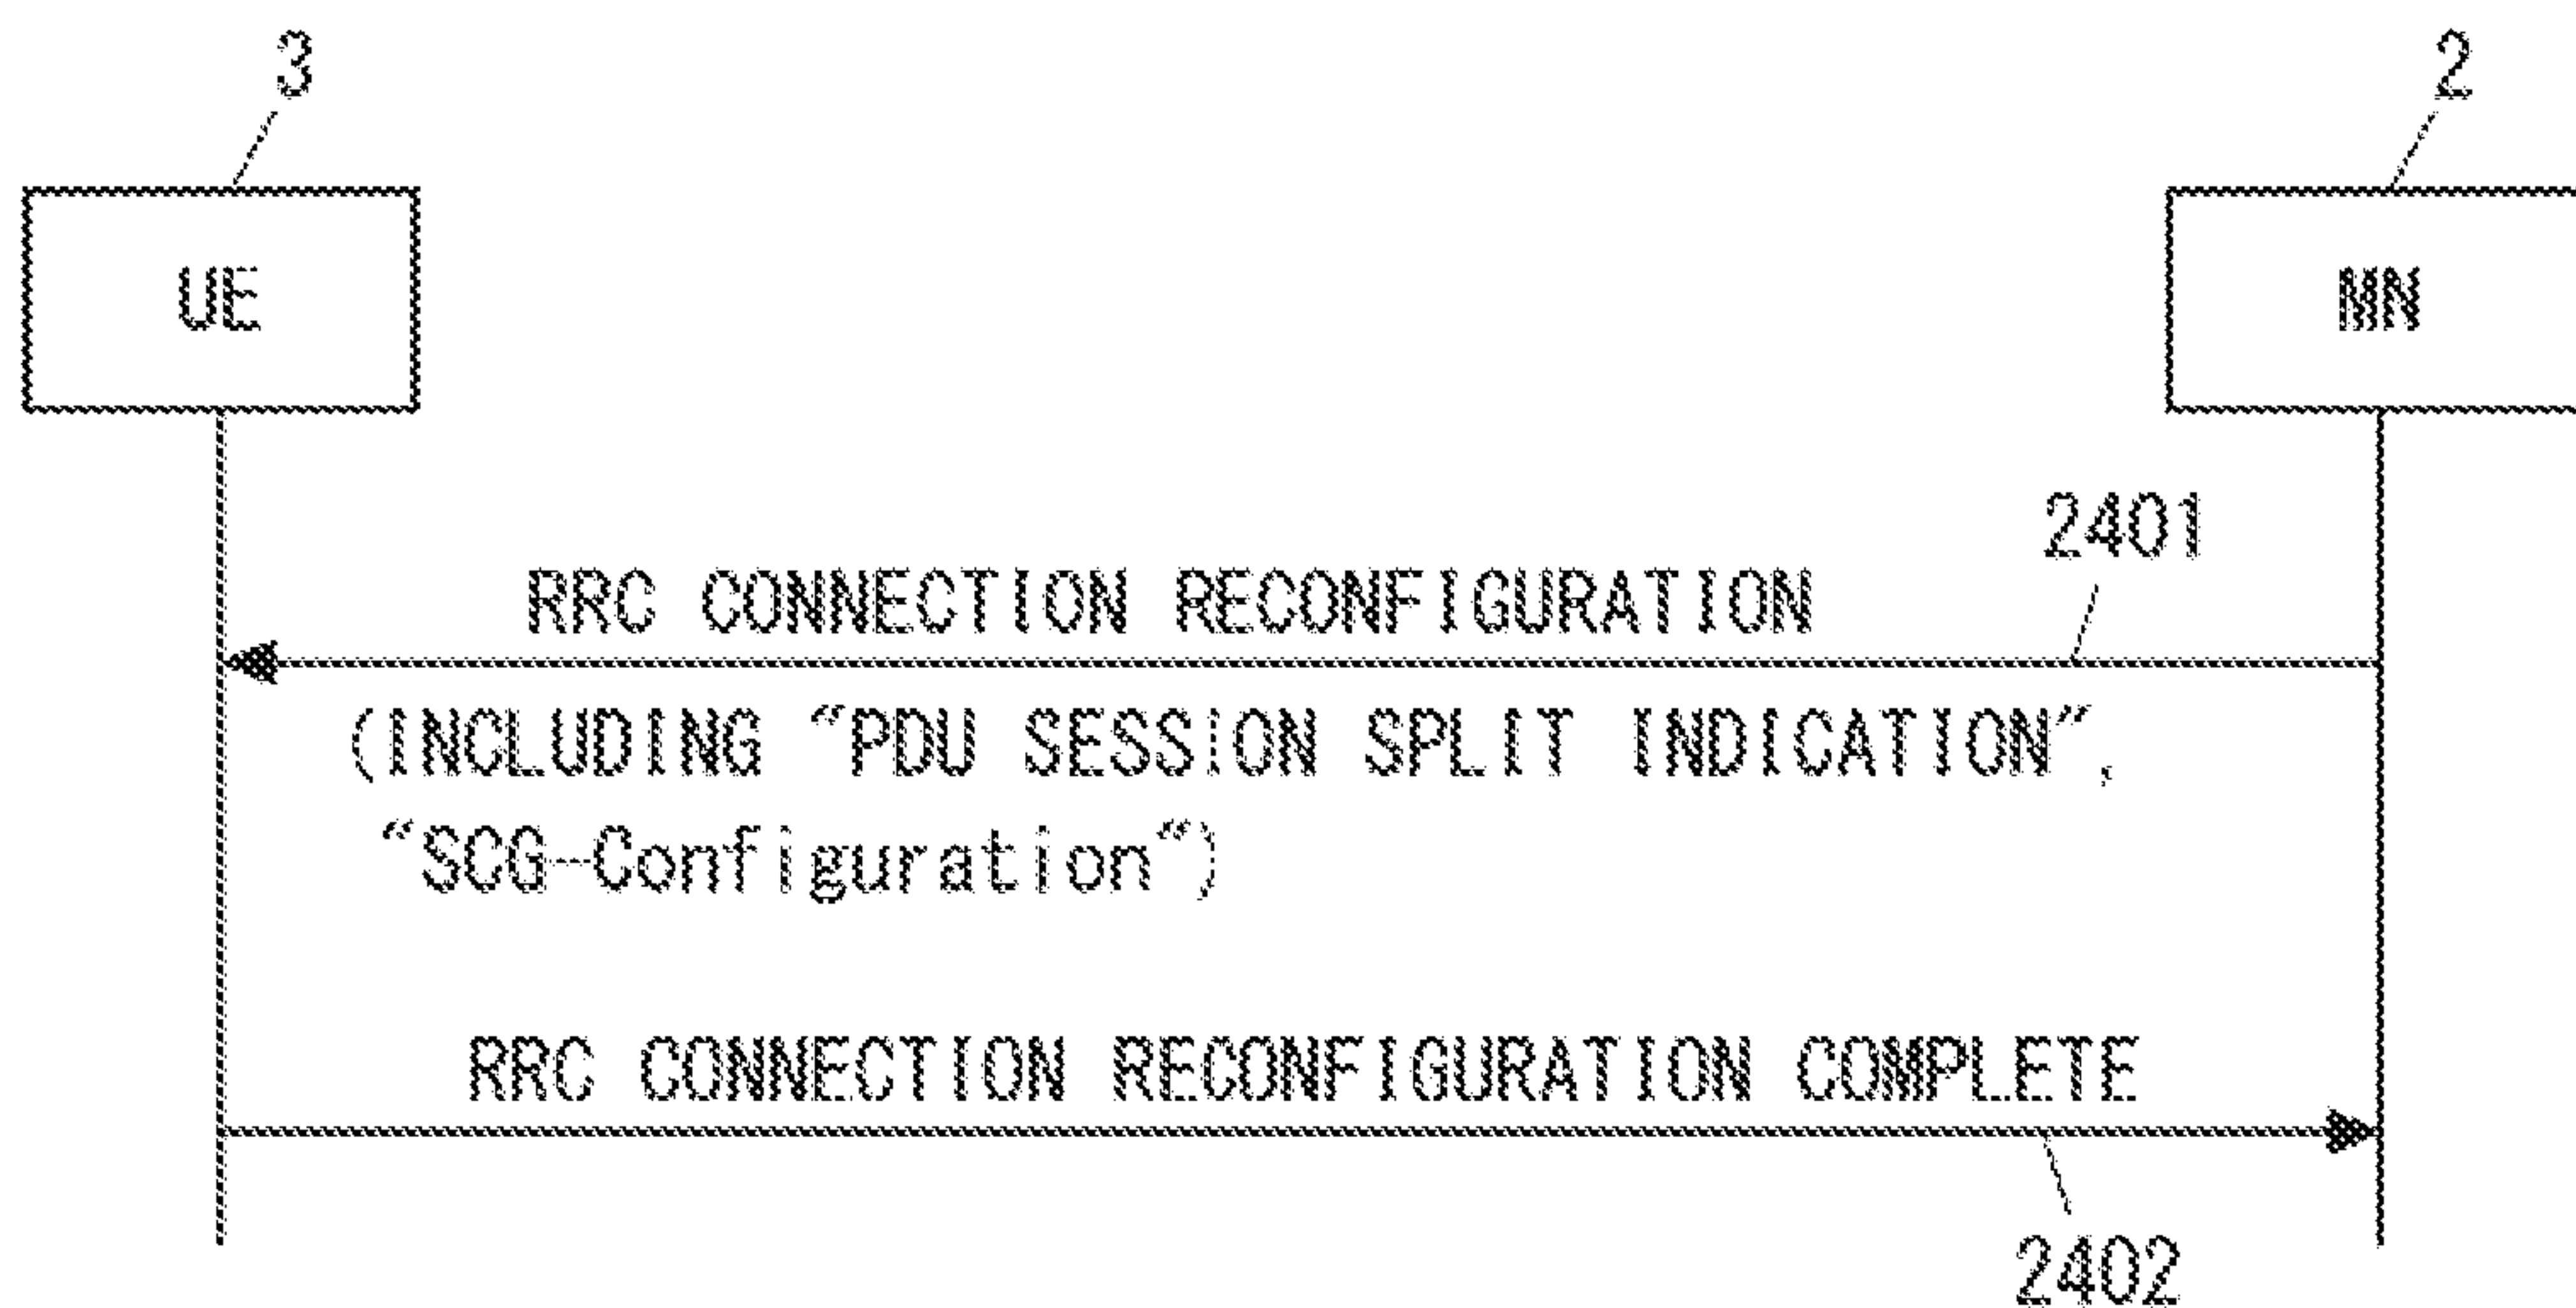 3
2
UE
MN
2401
RRC CONNECTION RECONFIGURATION
(INCLUDING “PDU SESSION SPLIT INDICATION”,
“SCG-Configuration“)
RRC CONNECTION RECONFIGURATION COMPLETE
2402